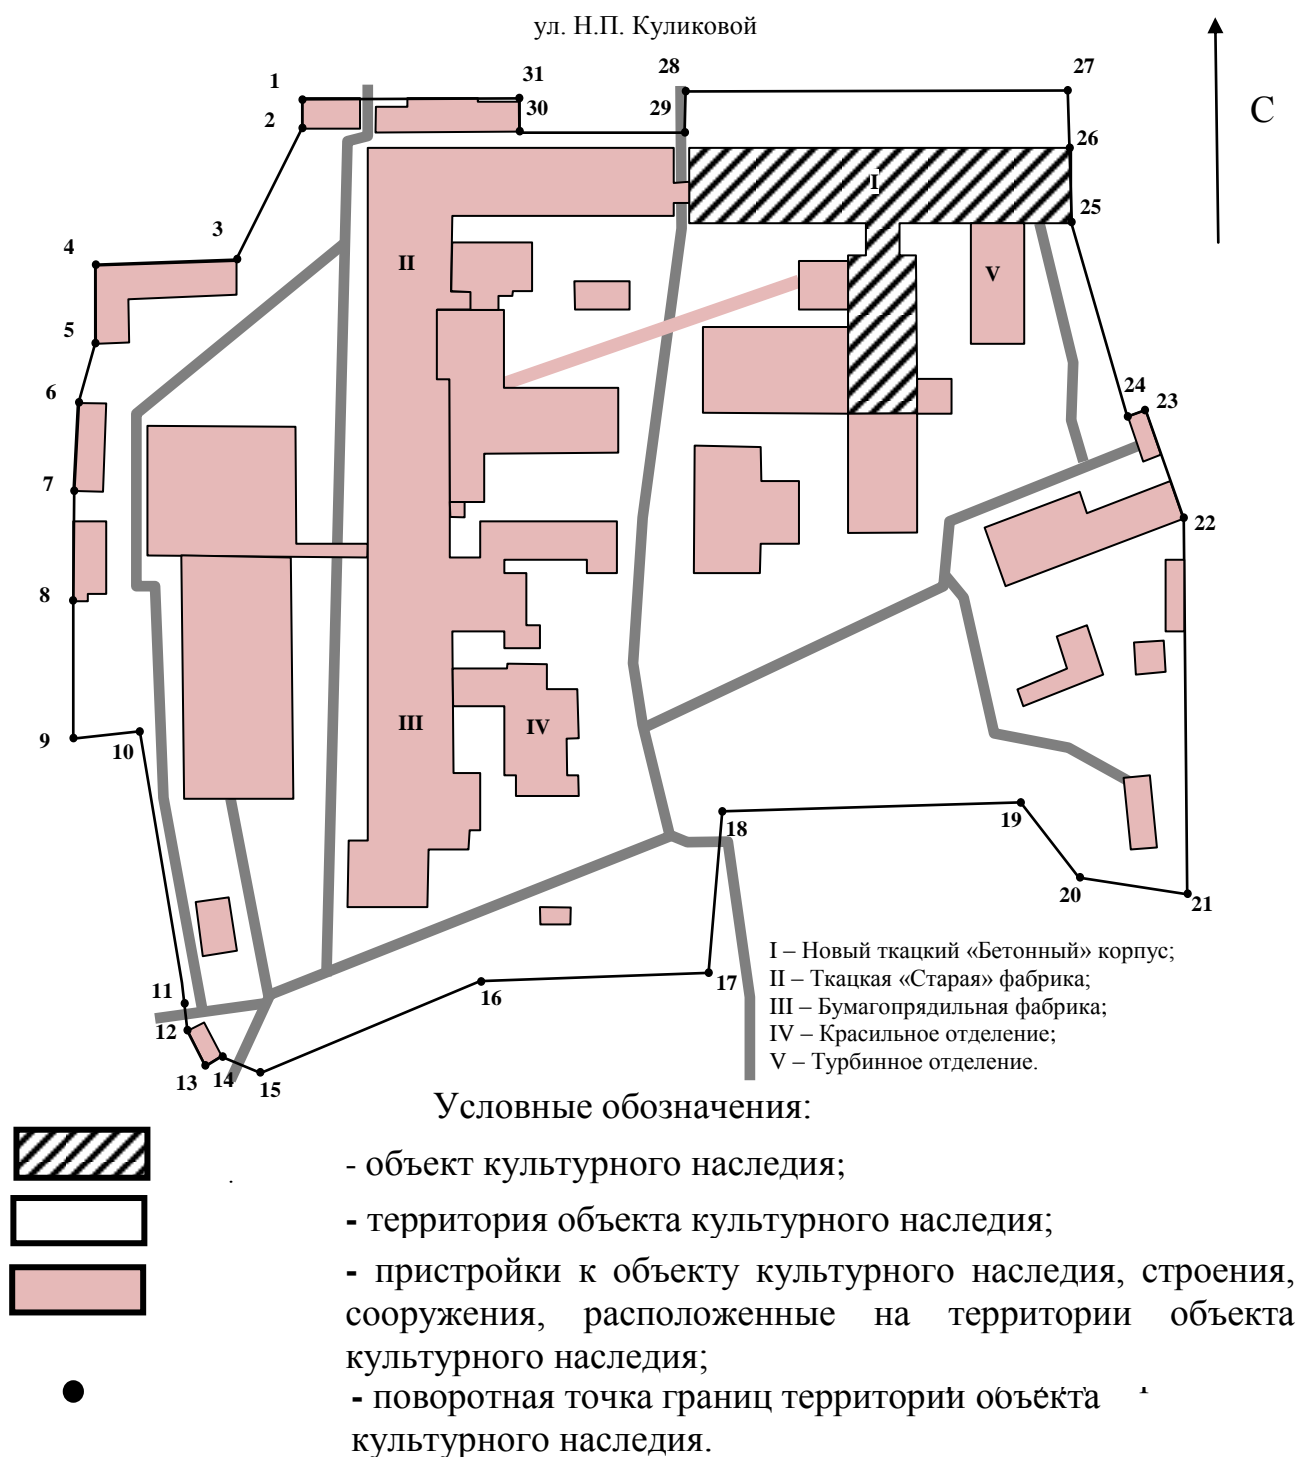 ул. Н.П. Куликовой
1
31
28
27
2
30
29
26
С
I
25
3
4
II
V
5
6
24
23
7
22
8
9
10
III
IV
18
19
20
21
I – Новый ткацкий «Бетонный» корпус;
17
II – Ткацкая «Старая» фабрика;
16
11
III – Бумагопрядильная фабрика;
12
IV – Красильное отделение;
V – Турбинное отделение.
13
14
15
Условные обозначения:
- объект культурного наследия;
- территория объекта культурного наследия;
- пристройки к объекту культурного наследия, строения,
сооружения, расположенные на территории объекта
культурного наследия;
- поворотная точка границ территории объекта
культурного наследия.